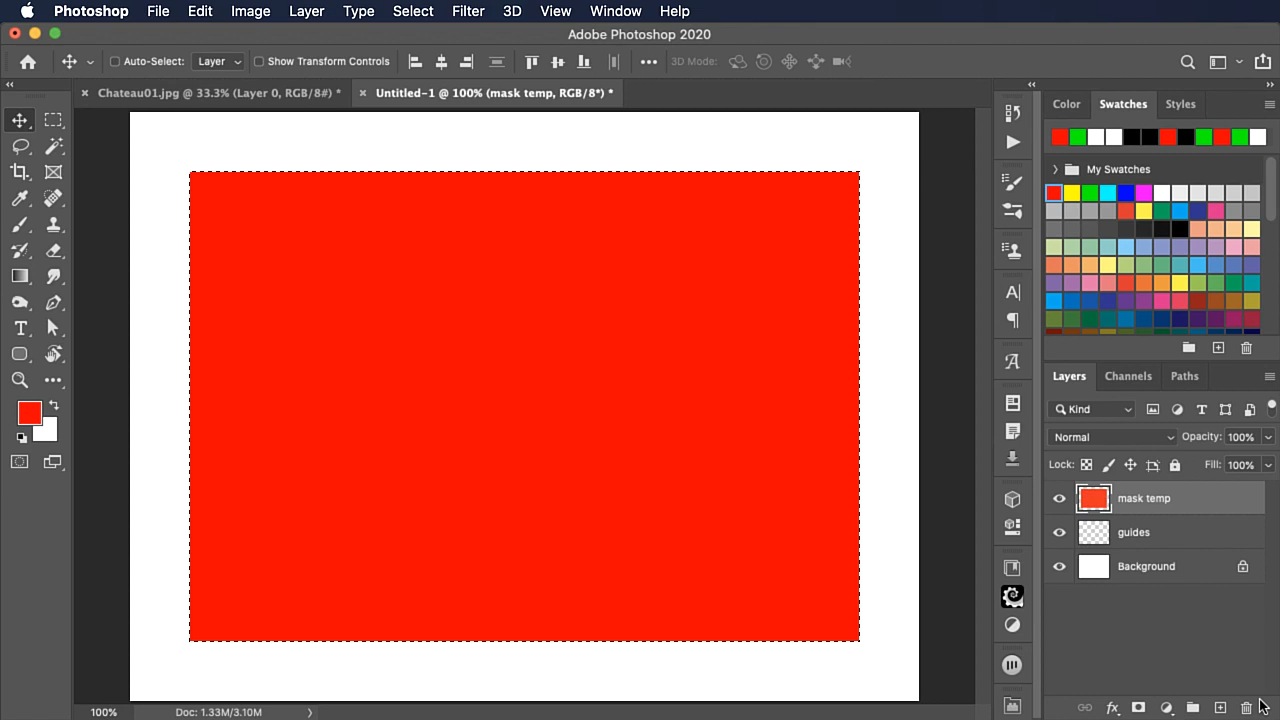 Photoshop File Edit Image Layer Type Select Filter 3D View Window Help
Adobe Photoshop 2020
Auto-Select: Layer Show Transform Controls 3D Mode:
Chateau01.jpg @ 33.3% (Layer 0, RGB/8#) * Untitled-1 @ 100% (mask temp, RGB/8*) *
Color Swatches Styles
My Swatches
Layers Channels Paths
Kind
Normal Opacity: 100%
Lock: Fill: 100%
mask temp
guides
Background
fx
100% Doc: 1.33M/3.10M